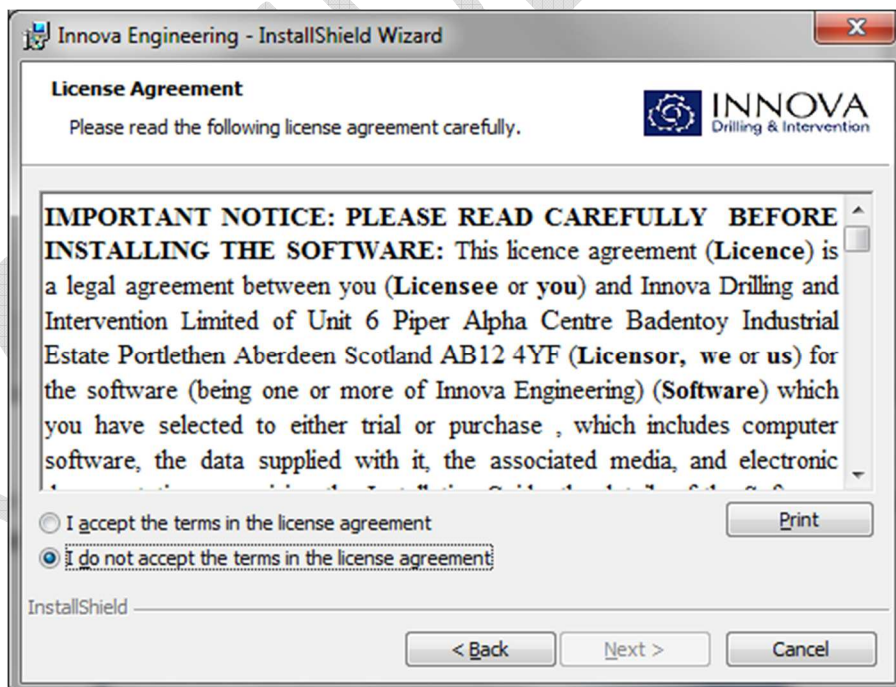 Innova Engineering - InstallShield Wizard
License Agreement
Please read the following license agreement carefully.
INNOVA
Drilling & Intervention
IMPORTANT NOTICE: PLEASE READ CAREFULLY BEFORE
INSTALLING THE SOFTWARE: This licence agreement (Licence) is
a legal agreement between you (Licensee or you) and Innova Drilling and
Intervention Limited of Unit 6 Piper Alpha Centre Badentoy Industrial
Estate Portlethen Aberdeen Scotland AB12 4YF (Licensor, we or us) for
the software (being one or more of Innova Engineering) (Software) which
you have selected to either trial or purchase , which includes computer
software, the data supplied with it, the associated media, and electronic
I accept the terms in the license agreement
Print
I do not accept the terms in the license agreement
InstallShield
< Back
Next >
Cancel